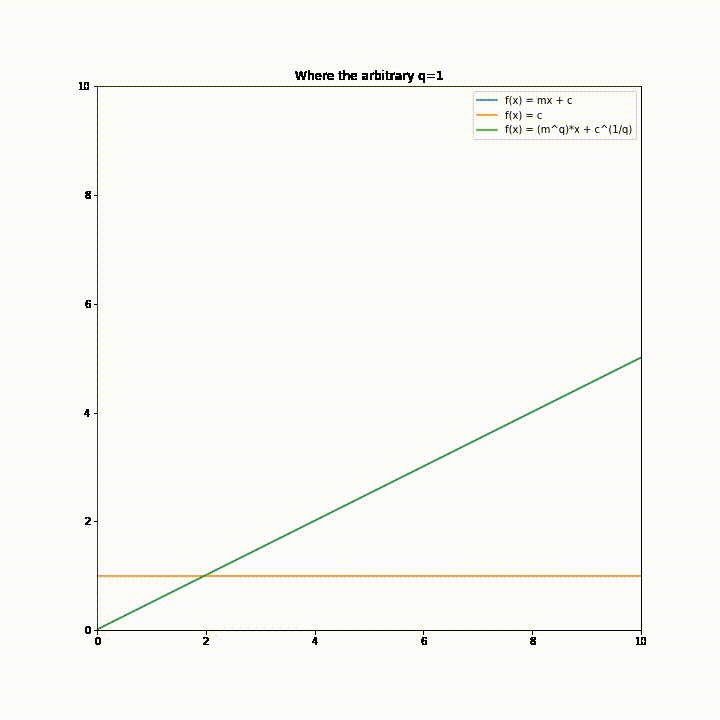 Where the arbitrary q=1
f(x) = mx + c
f(x) = c
f(x) = (m^q)*x + c^(1/q)
10
8
6
4
2
0
0 2 4 6 8 10